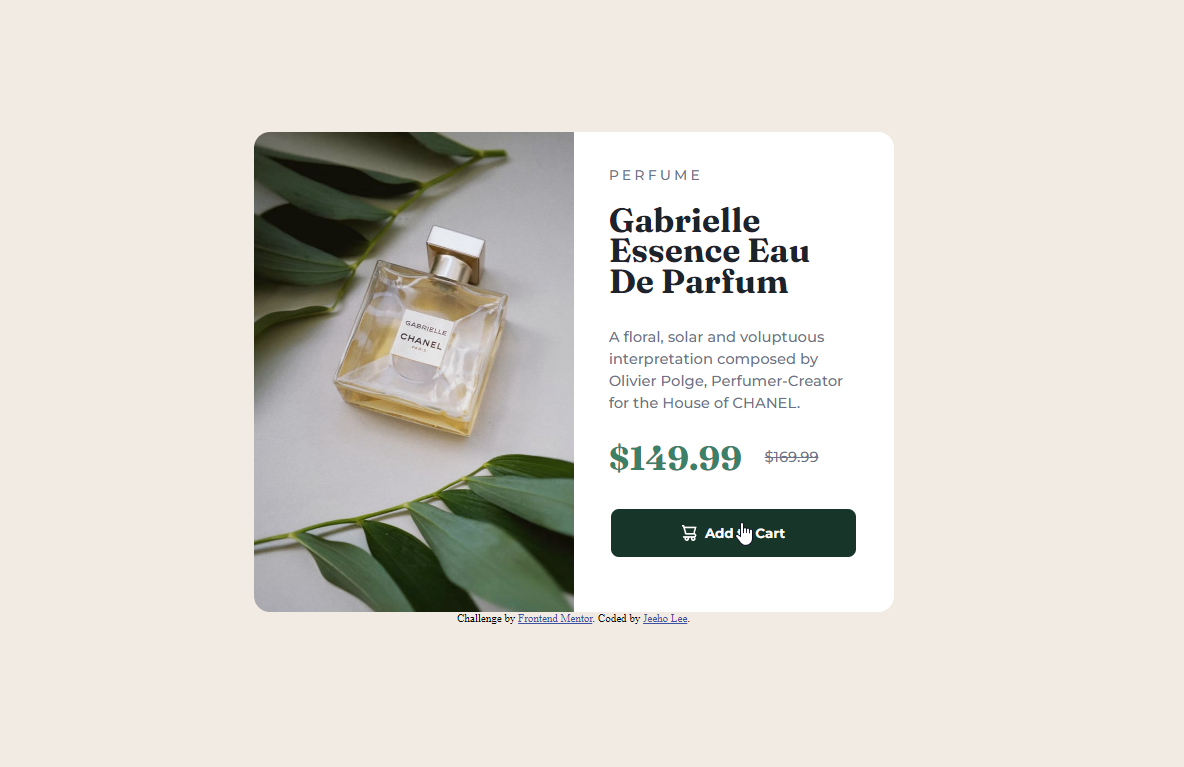 PERFUME
Gabrielle
Essence Eau
De Parfum
A floral, solar and voluptuous
interpretation composed by
Olivier Polge, Perfumer-Creator
for the House of CHANEL.
$149.99 $169.99
Add Cart
GABRIELLE
CHANEL
PARIS
Challenge by Frontend Mentor. Coded by Jeeho Lee.